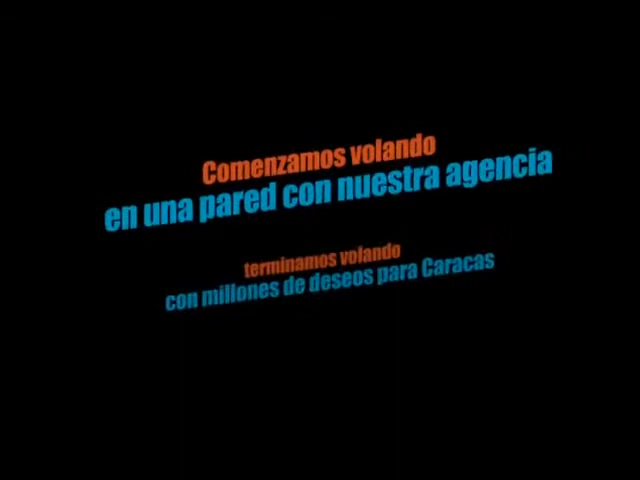 Comenzamos volando
en una pared con nuestra agencia
terminamos volando
con millones de deseos para Caracas